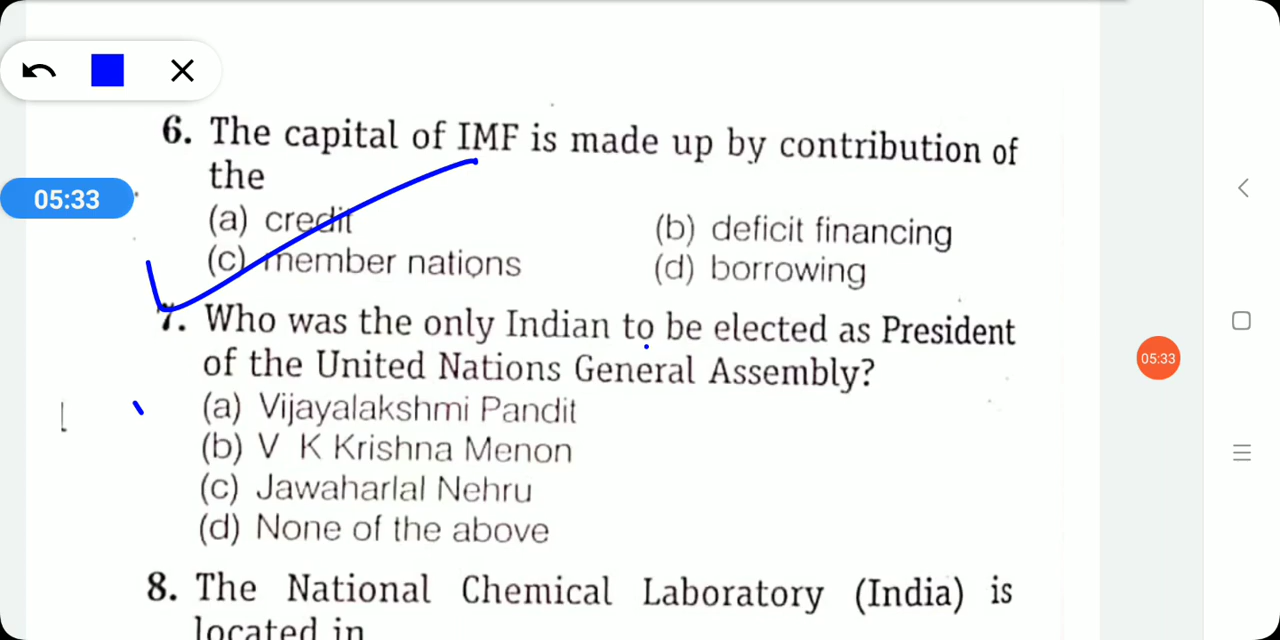 6. The capital of IMF is made up by contribution of
the
05:33
(a) credit
(b) deficit financing
(c) member nations
(d) borrowing
7. Who was the only Indian to be elected as President
of the United Nations General Assembly?
05:33
(a) Vijayalakshmi Pandit
(b) V K Krishna Menon
(c) Jawaharlal Nehru
(d) None of the above
8. The National Chemical Laboratory (India) is
located in